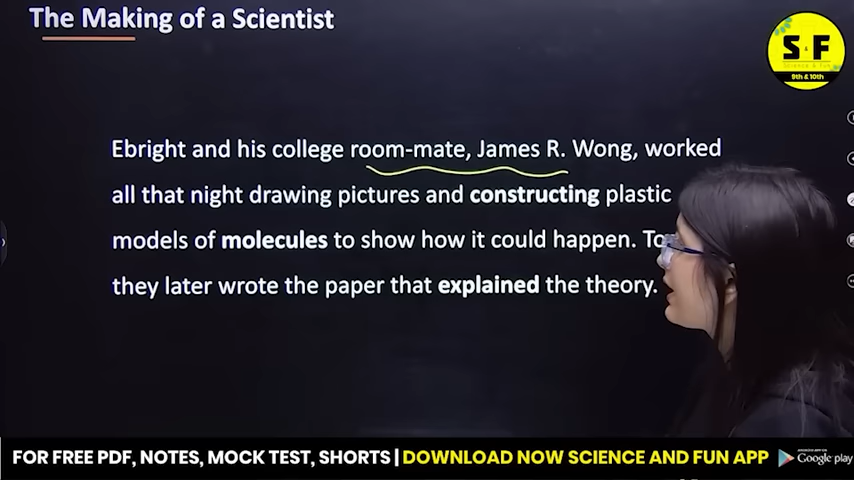 The Making of a Scientist
S&F
Science & Fun
9th & 10th
Ebright and his college room-mate, James R. Wong, worked
all that night drawing pictures and constructing plastic
models of molecules to show how it could happen. To
they later wrote the paper that explained the theory.
FOR FREE PDF, NOTES, MOCK TEST, SHORTS | DOWNLOAD NOW SCIENCE AND FUN APP
Google play